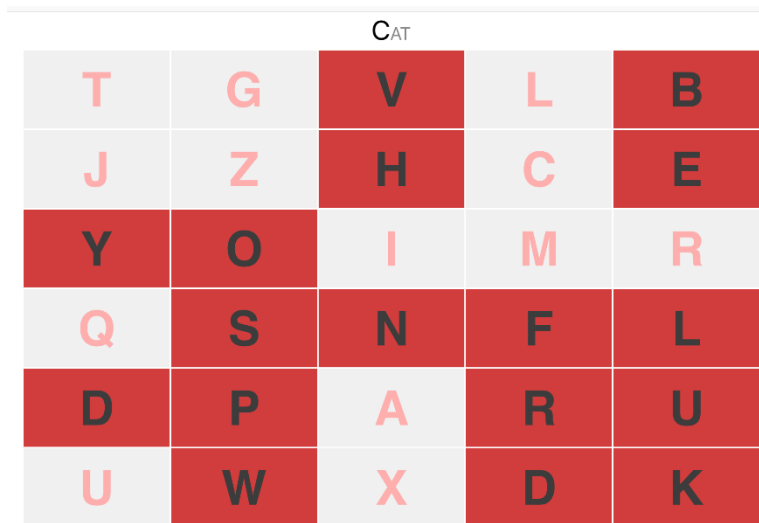 CAT
T G V L B
J Z H C E
Y O I M R
Q S N F L
D P A R U
U W X D K